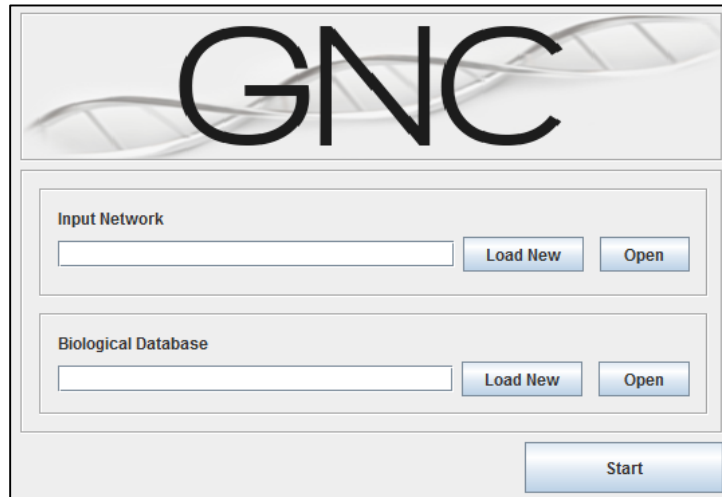 GNC
Input Network
Load New Open
Biological Database
Load New Open
Start